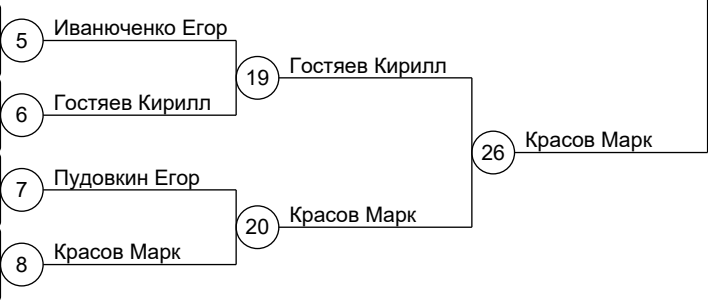 5 Иванюченко Егор
19 Гостяев Кирилл
6 Гостяев Кирилл
26 Красов Марк
7 Пудовкин Егор
20 Красов Марк
8 Красов Марк